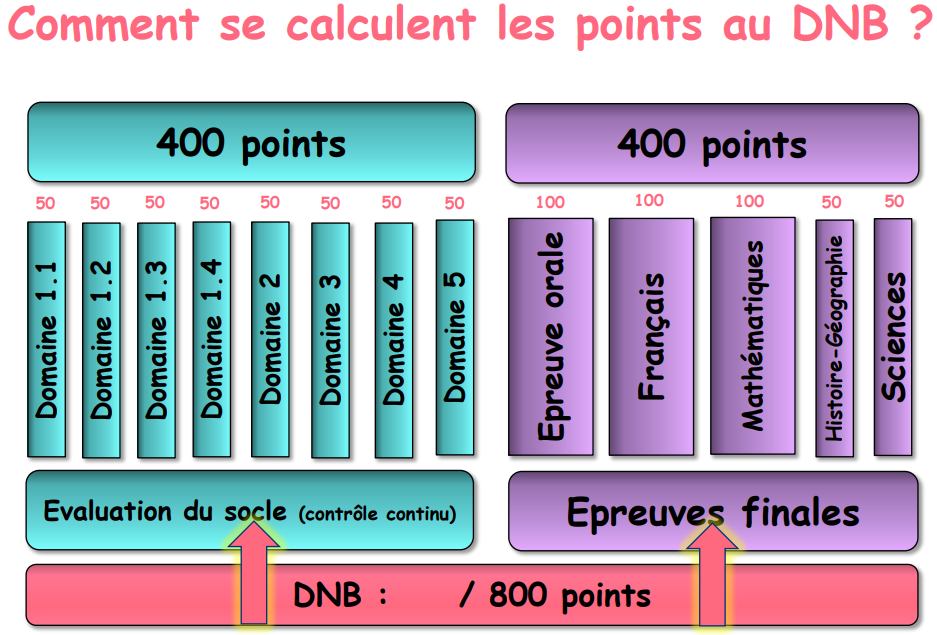 Comment se calculent les points au DNB ?
400 points
50 50 50 50 50 50 50 50
Domaine 1.1
Domaine 1.2
Domaine 1.3
Domaine 1.4
Domaine 2
Domaine 3
Domaine 4
Domaine 5
Evaluation du socle (contrôle continu)
400 points
100 100 100 50 50
Epreuve orale
Français
Mathématiques
Histoire-Géographie
Sciences
Epreuves finales
DNB : / 800 points